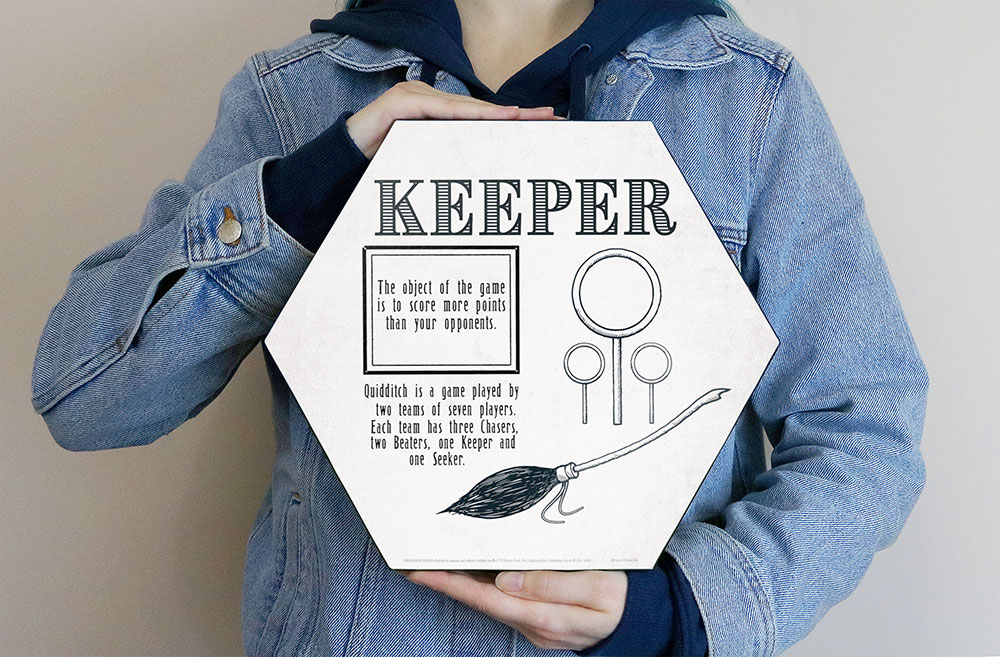 KEEPER
The object of the game
is to score more points
than your opponents.
Quidditch is a game played by
two teams of seven players.
Each team has three Chasers,
two Beaters, one Keeper and
one Seeker.